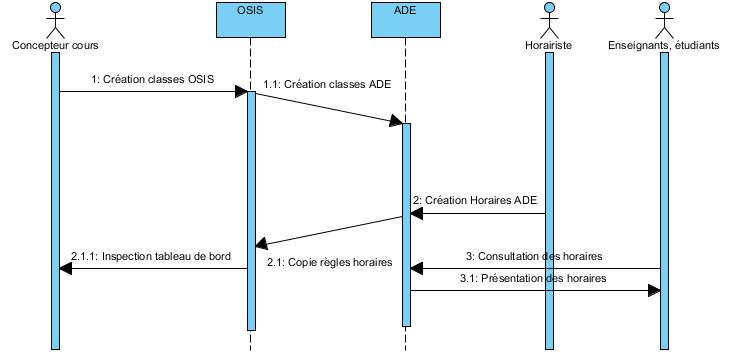 OSIS
ADE
Concepteur cours
Horairiste
Enseignants, étudiants
1: Création classes OSIS
1.1: Création classes ADE
2: Création Horaires ADE
2.1.1: Inspection tableau de bord
2.1: Copie règles horaires
3: Consultation des horaires
3.1: Présentation des horaires